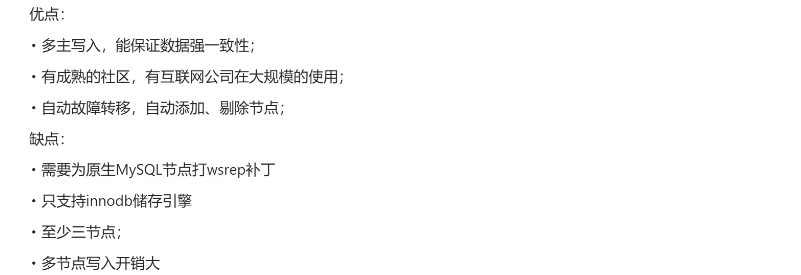 优点：
• 多主写入，能保证数据强一致性；
• 有成熟的社区，有互联网公司在大规模的使用；
• 自动故障转移，自动添加、剔除节点；
缺点：
• 需要为原生MySQL节点打wsrep补丁
• 只支持innodb储存引擎
• 至少三节点；
• 多节点写入开销大